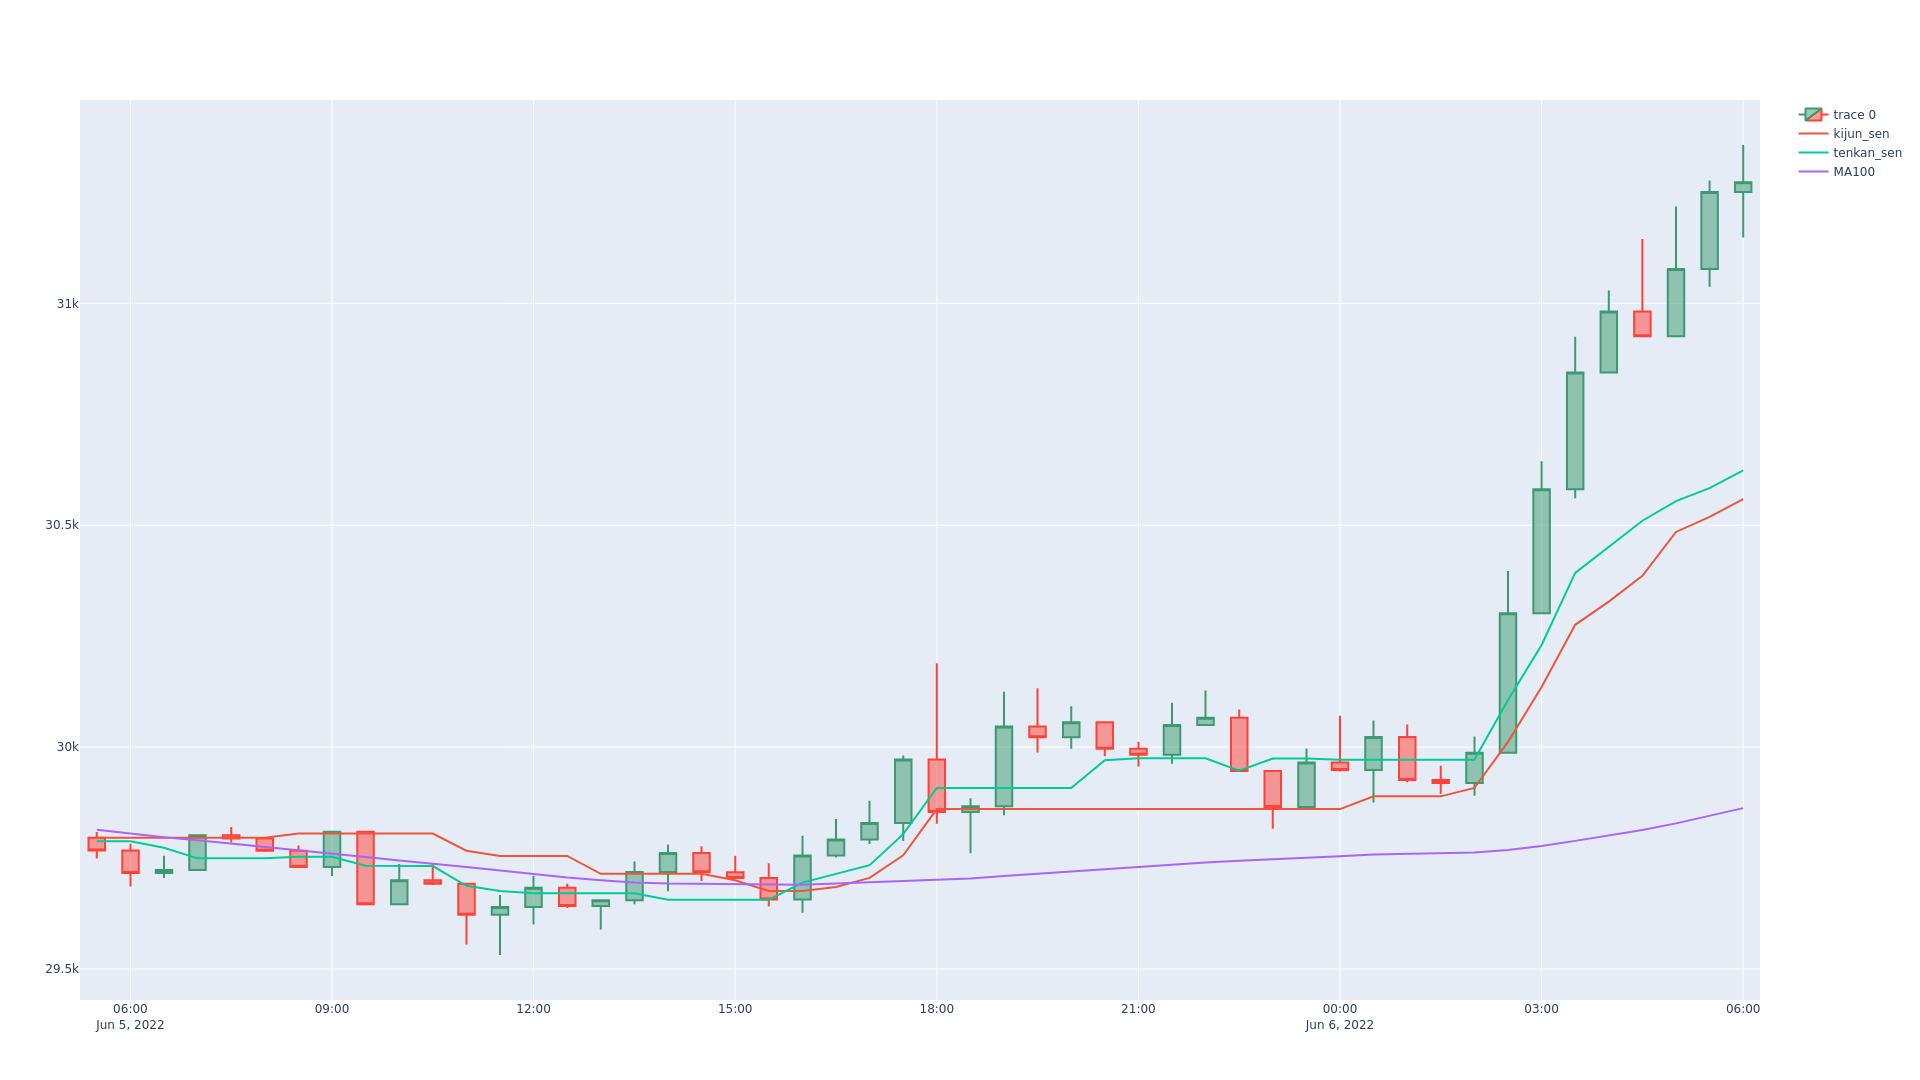 trace 0
kijun_sen
tenkan_sen
MA100
31k
30.5k
30k
29.5k
06:00 09:00 12:00 15:00 18:00 21:00 00:00 03:00 06:00
Jun 5, 2022 Jun 6, 2022